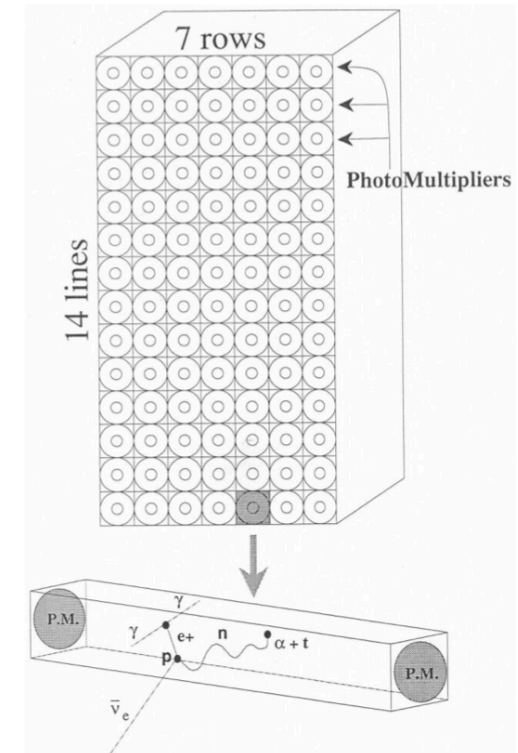 7 rows
PhotoMultipliers
14 lines
γ
P.M.
γ
e+
n
α + t
p
P.M.
ν̄e